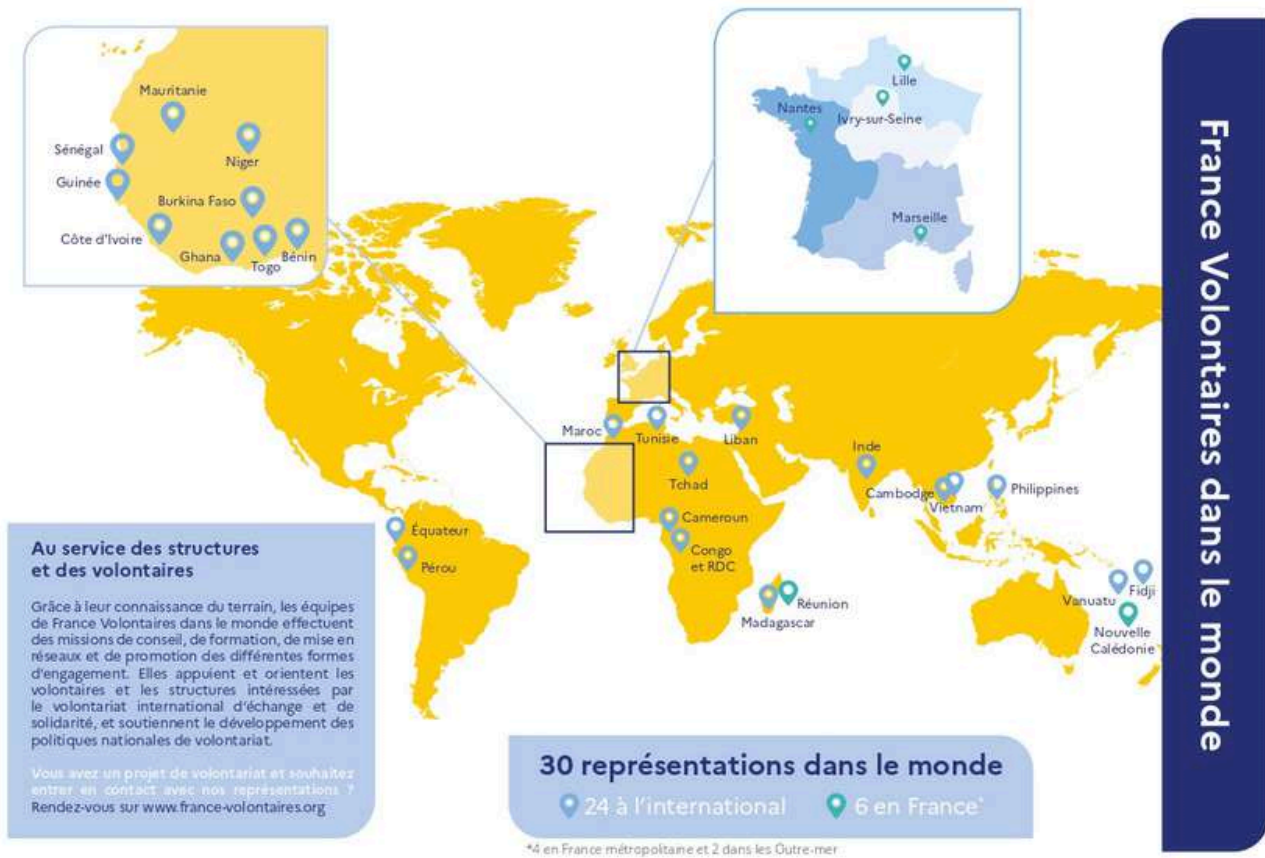 Mauritanie
Sénégal
Niger
Guinée
Burkina Faso
Côte d'Ivoire
Ghana
Togo
Bénin
Lille
Nantes
Ivry-sur-Seine
Marseille
France Volontaires dans le monde
Maroc
Tunisie
Liban
Tchad
Inde
Cambodge
Vietnam
Philippines
Cameroun
Congo
et RDC
Équateur
Pérou
Réunion
Madagascar
Vanuatu
Fidji
Nouvelle
Calédonie
Au service des structures
et des volontaires
Grâce à leur connaissance du terrain, les équipes
de France Volontaires dans le monde effectuent
des missions de conseil, de formation, de mise en
réseaux et de promotion des différentes formes
d'engagement. Elles appuient et orientent les
volontaires et les structures intéressées par
le volontariat international d'échange et de
solidarité, et soutiennent le développement des
politiques nationales de volontariat.
Vous avez un projet de volontariat et souhaitez
entrer en contact avec nos représentations ?
Rendez-vous sur www.france-volontaires.org
30 représentations dans le monde
24 à l'international
6 en France*
*4 en France métropolitaine et 2 dans les Outre-mer